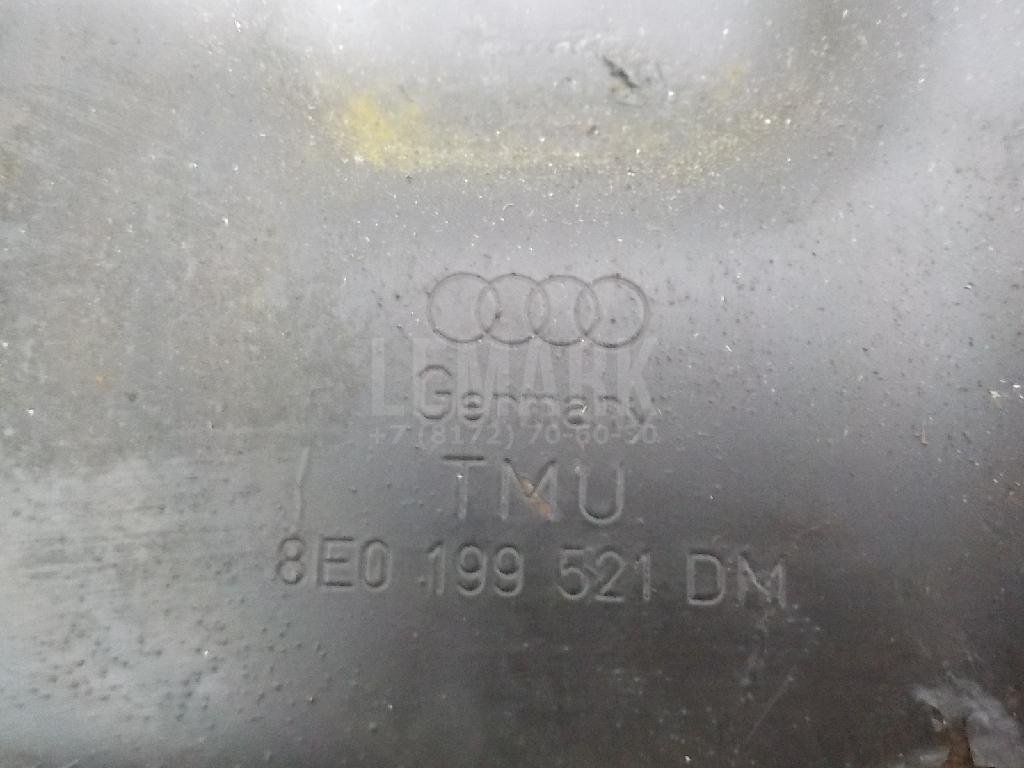 LEMARK
Germany
+7 (8172) 70-60-50
TMU
8E0 199 521 DM